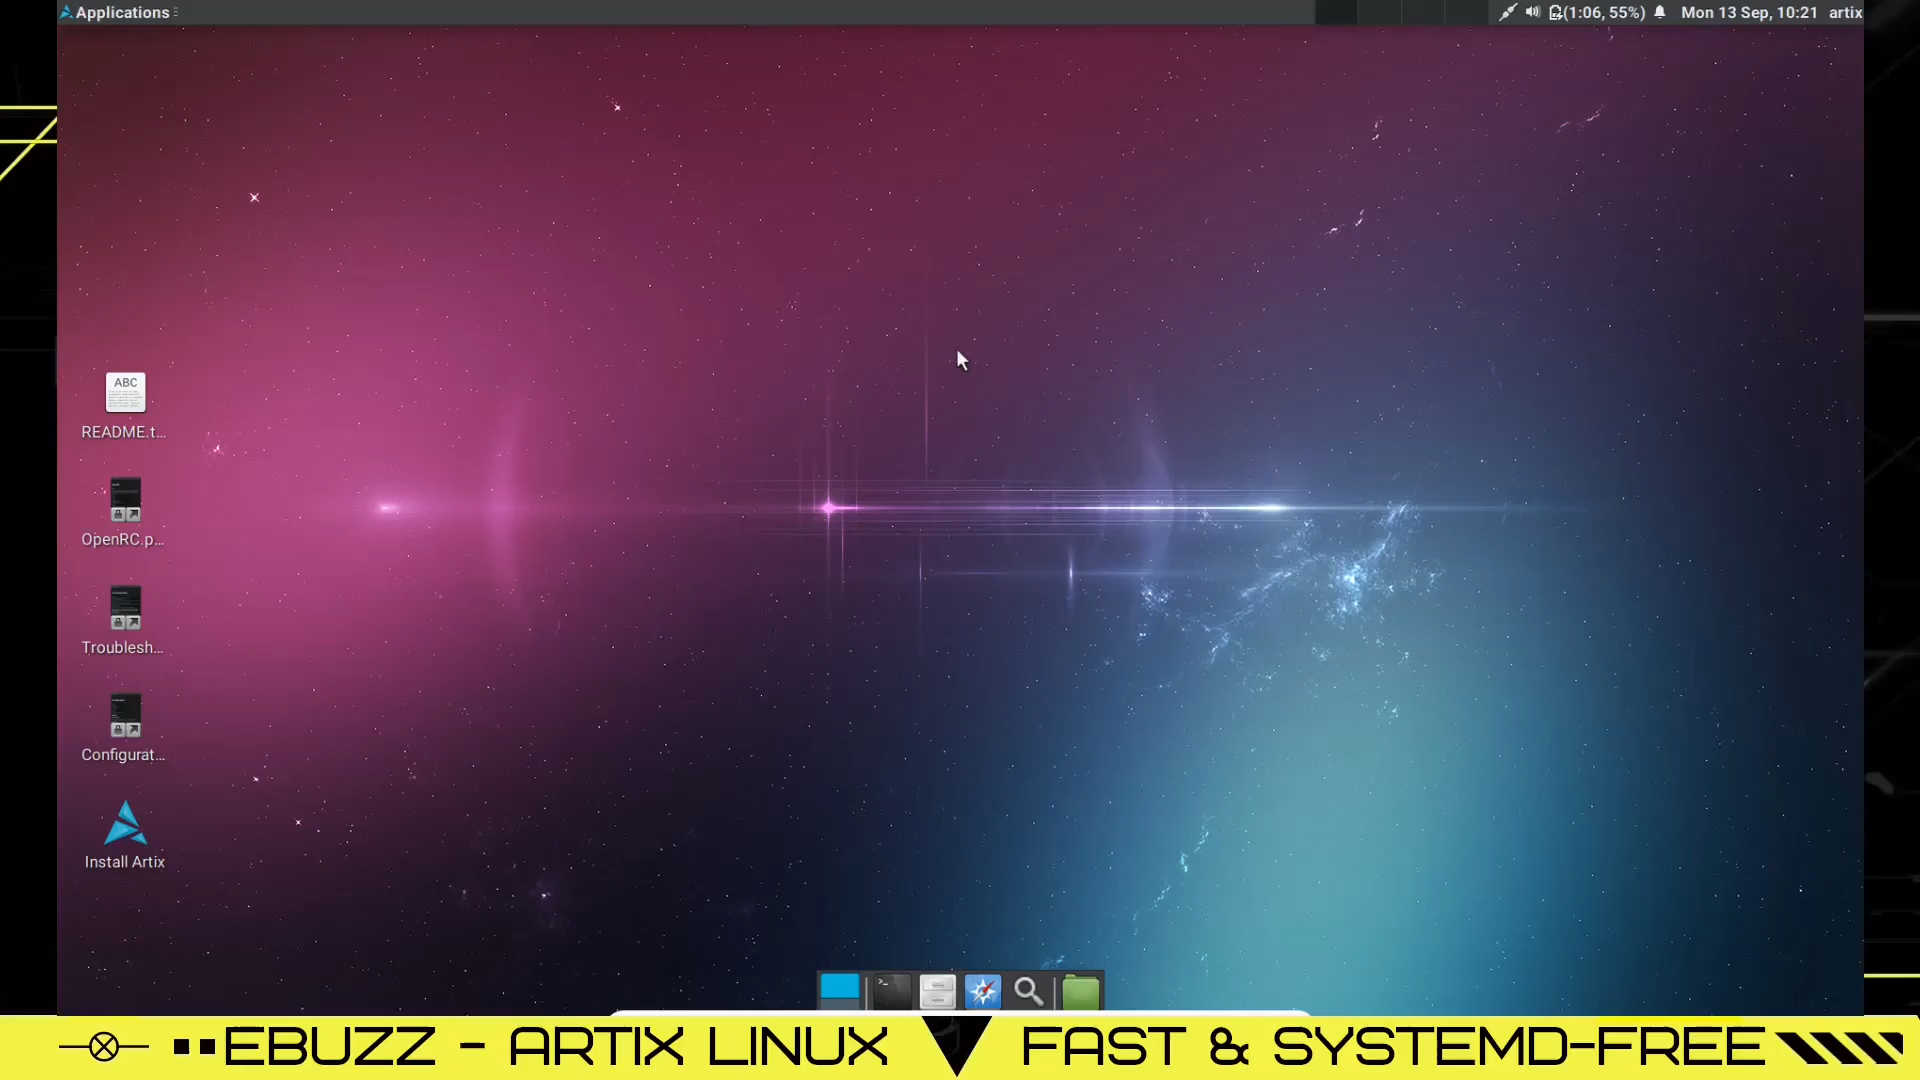 Applications
(1:06, 55%)
Mon 13 Sep, 10:21
artix
ABC
README.t...
OpenRC.p...
Troublesh...
Configurat...
Install Artix
EBUZZ - ARTIX LINUX
FAST & SYSTEMD-FREE